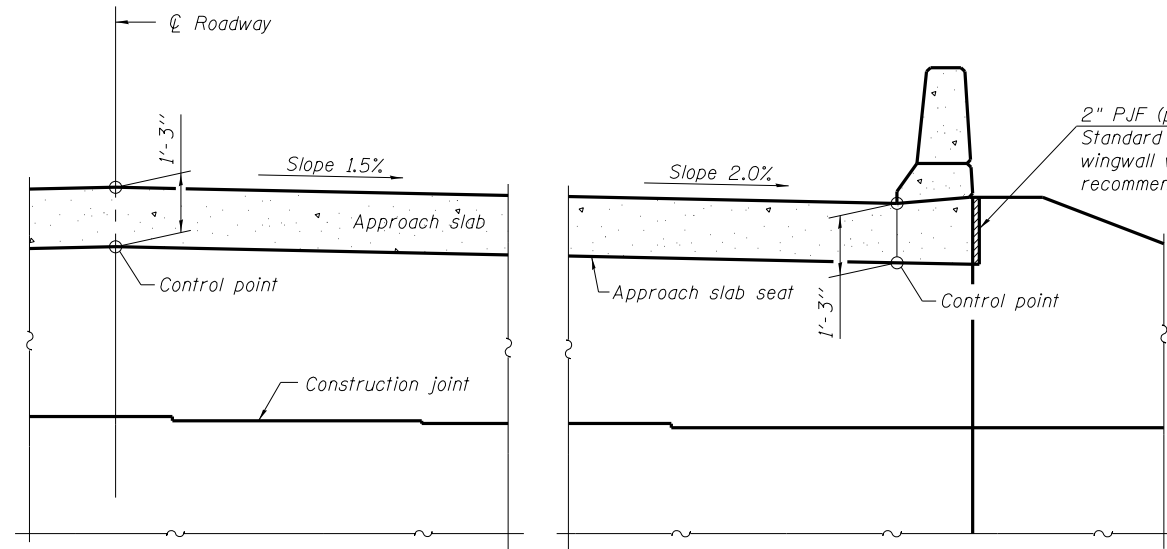 ℄ Roadway
1'-3"
Slope 1.5%
Slope 2.0%
2" PJF
Standard
wingwall
recommen
Approach slab
Control point
Approach slab seat
1'-3"
Control point
Construction joint